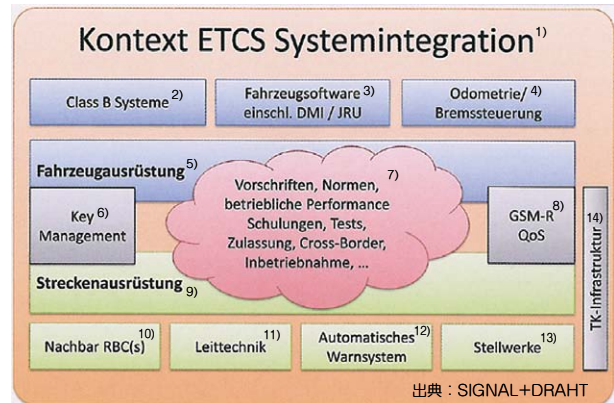 Kontext ETCS Systemintegration 1)
Class B Systeme 2)
Fahrzeugsoftware 3)
einschl. DMI / JRU
Odometrie/ 4)
Bremssteuerung
Fahrzeugausrüstung 5)
Key 6)
Management
7)
Vorschriften, Normen,
betriebliche Performance
Schulungen, Tests,
Zulassung, Cross-Border,
Inbetriebnahme, ...
8)
GSM-R
QoS
TK-Infrastruktur 14)
Streckenausrüstung 9)
Nachbar RBC(s) 10)
Leittechnik 11)
Automatisches 12)
Warnsystem
Stellwerke 13)
出典：SIGNAL+DRAHT